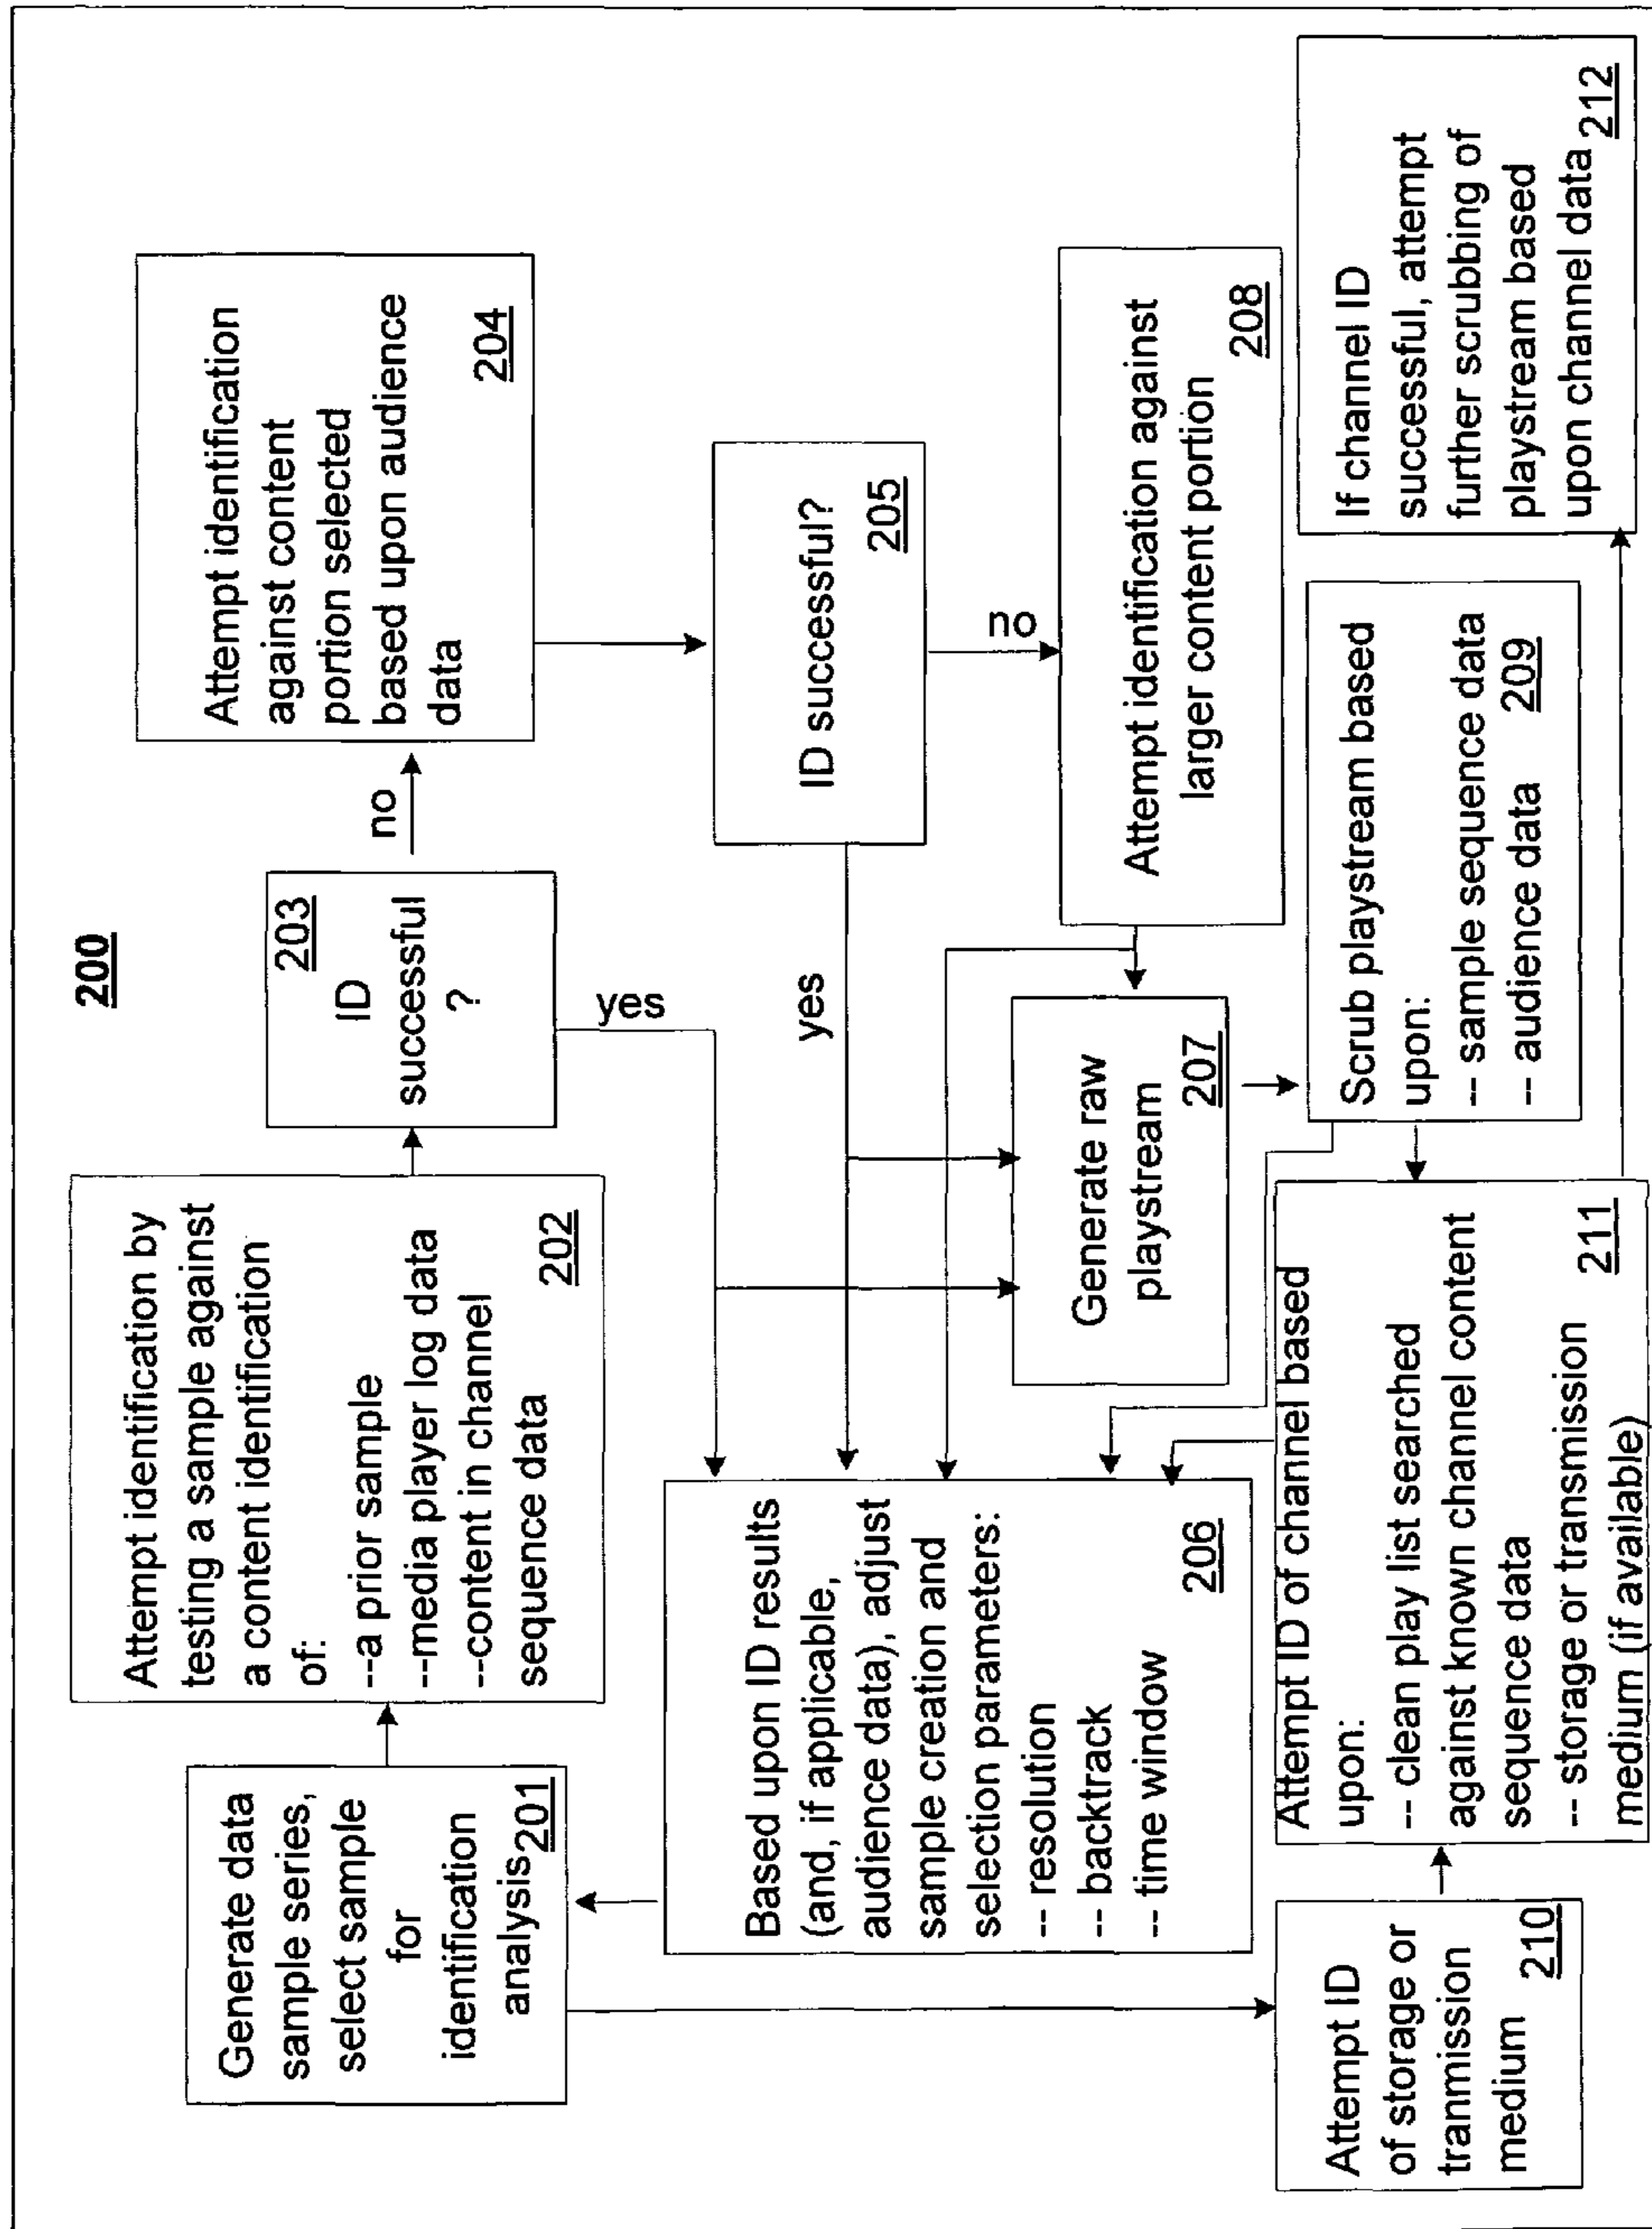 200
Generate data
sample series,
select sample
for
identification
analysis 201
Attempt identification by
testing a sample against
a content identification
of:
--a prior sample
--media player log data
--content in channel
sequence data
202
203
ID
successful
?
no
yes
Attempt identification
against content
portion selected
based upon audience
data
204
ID successful?
205
yes
no
Based upon ID results
(and, if applicable,
audience data), adjust
sample creation and
selection parameters:
-- resolution
-- backtrack
-- time window
206
Generate raw
playstream
207
Attempt identification against
larger content portion
208
Scrub playstream based
upon:
-- sample sequence data
-- audience data
209
Attempt ID
of storage or
tranmission
medium
210
Attempt ID of channel based
upon:
-- clean play list searched
against known channel content
sequence data
-- storage or transmission
medium (if available)
211
If channel ID
successful, attempt
further scrubbing of
playstream based
upon channel data
212